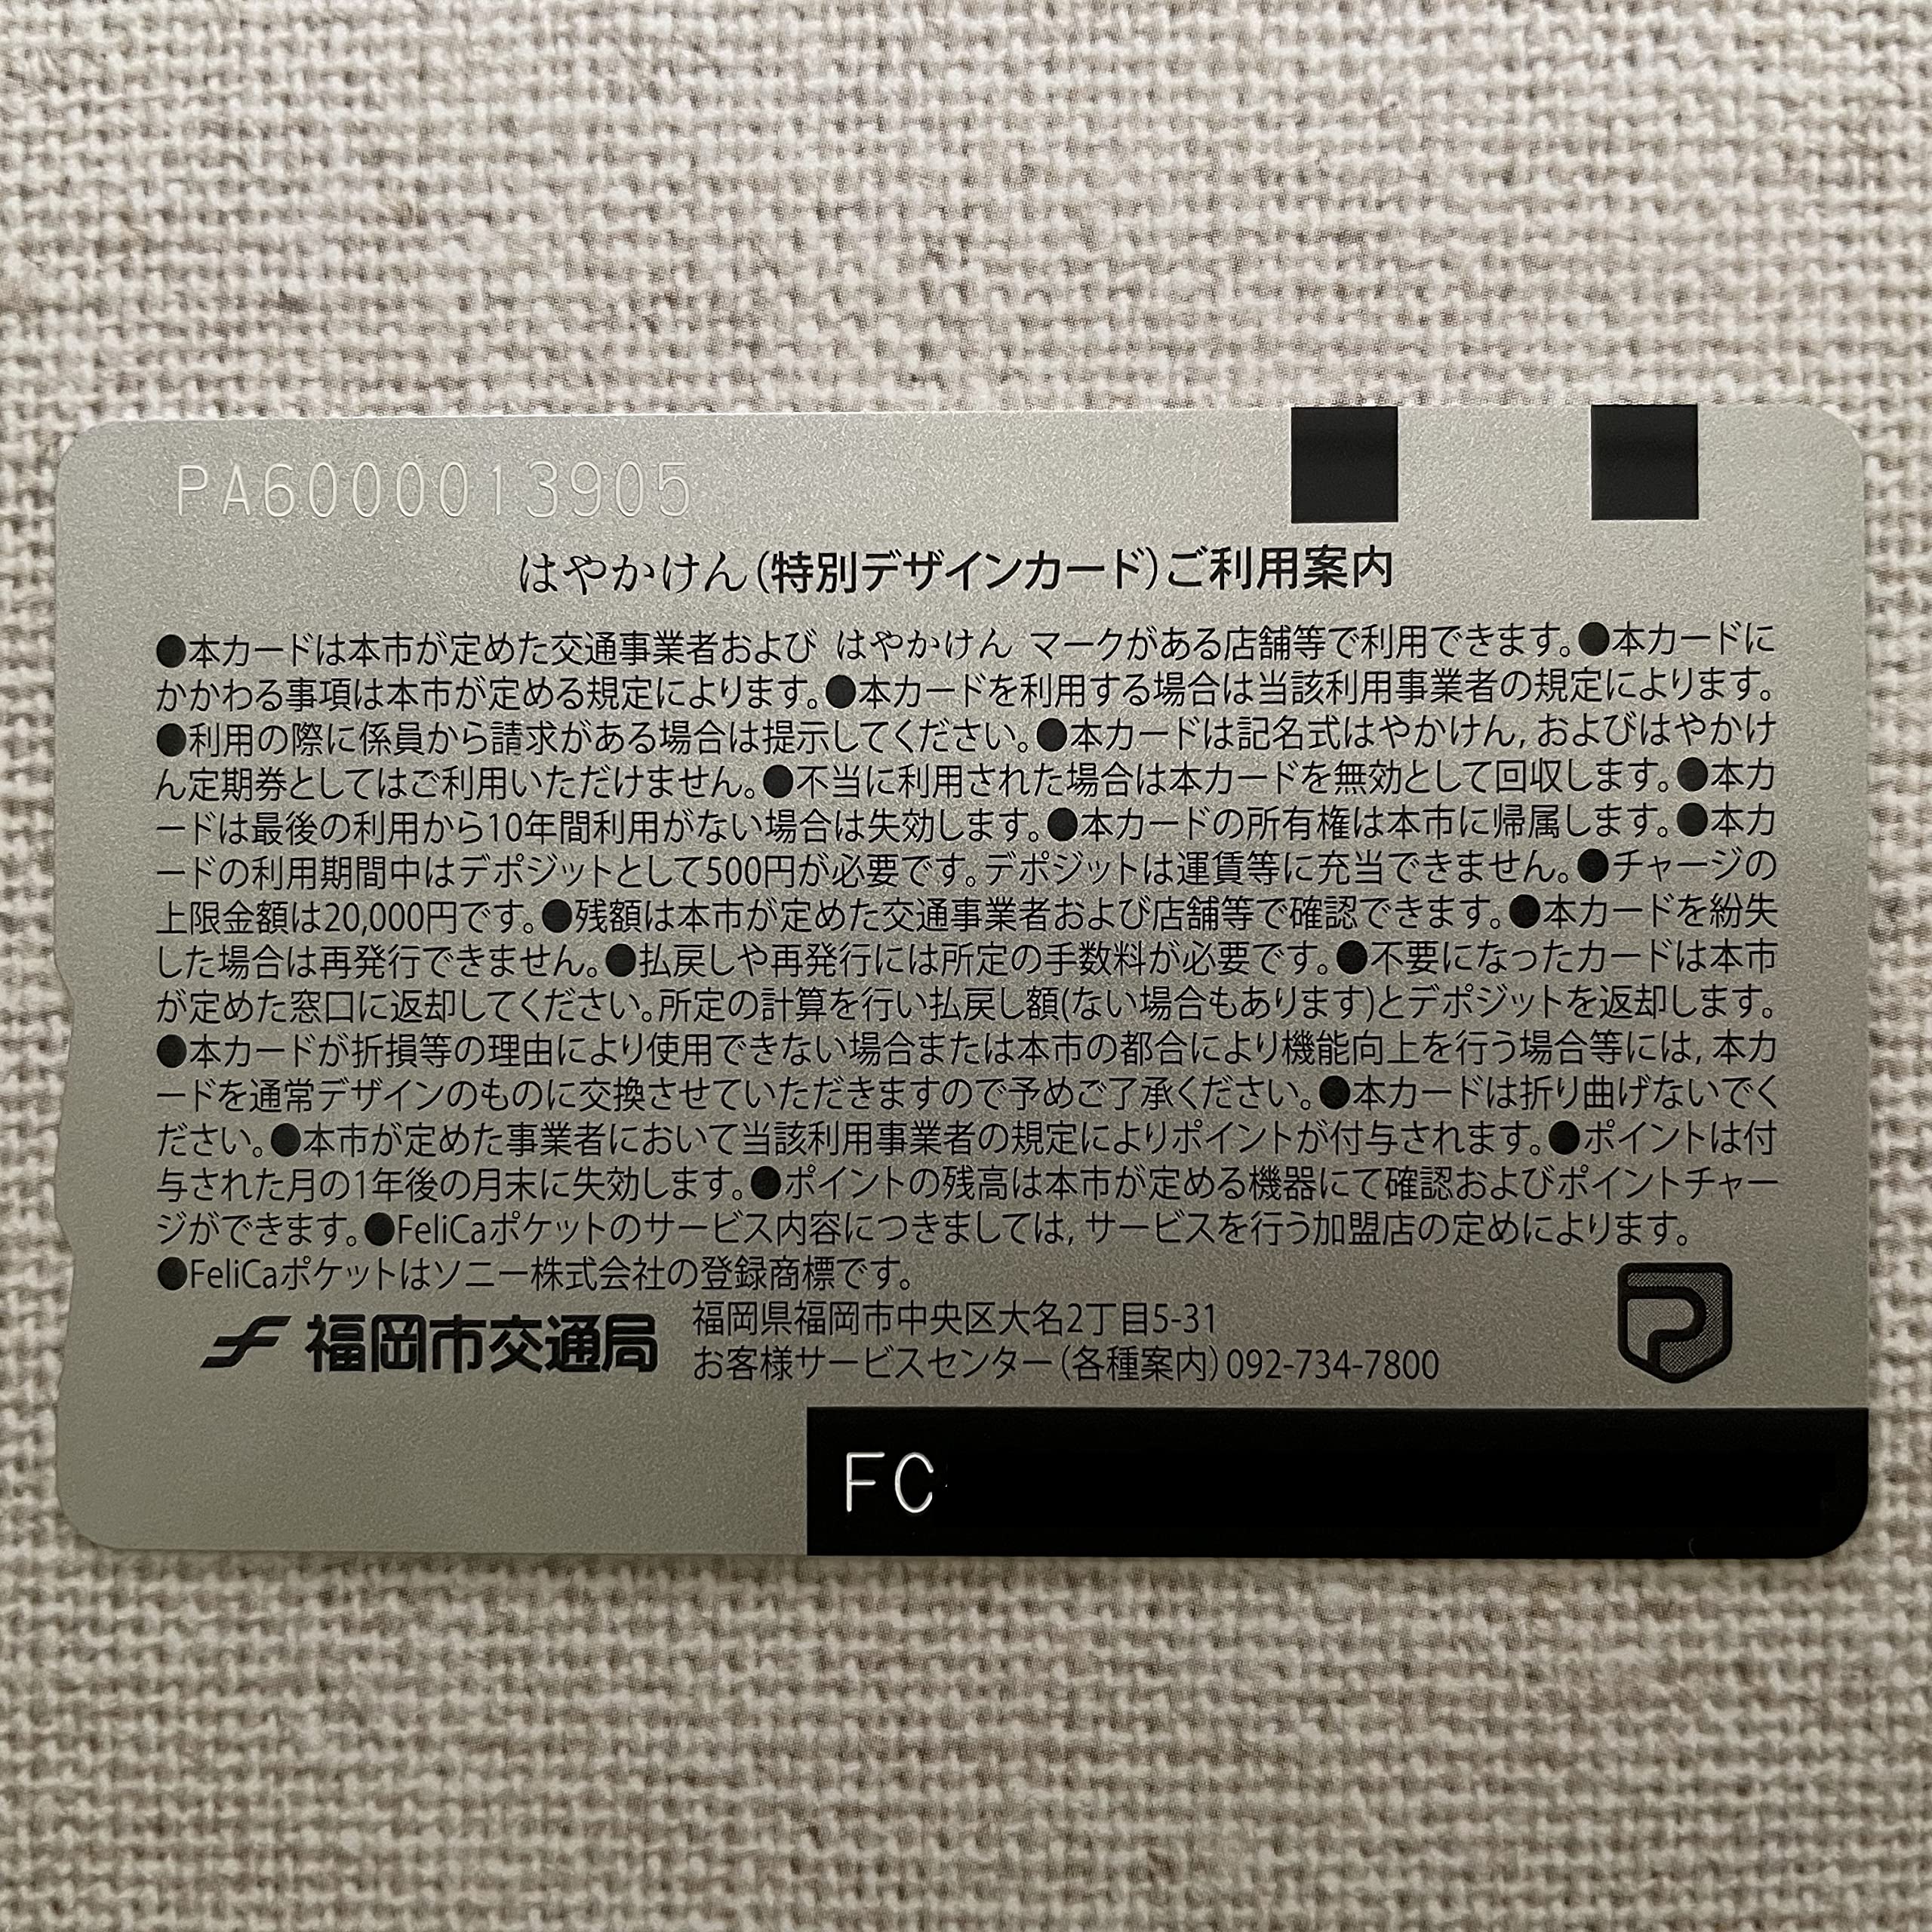 PA6000013905
はやかけん(特別デザインカード)ご利用案内
●本カードは本市が定めた交通事業者および はやかけん マークがある店舗等で利用できます。●本カードに
かかわる事項は本市が定める規定によります。●本カードを利用する場合は当該利用事業者の規定によります。
●利用の際に係員から請求がある場合は提示してください。●本カードは記名式はやかけん,およびはやかけ
ん定期券としてはご利用いただけません。●不当に利用された場合は本カードを無効として回収します。●本カ
ードは最後の利用から10年間利用がない場合は失効します。●本カードの所有権は本市に帰属します。●本カ
ードの利用期間中はデポジットとして500円が必要です。デポジットは運賃等に充当できません。●チャージの
上限金額は20,000円です。●残額は本市が定めた交通事業者および店舗等で確認できます。●本カードを紛失
した場合は再発行できません。●払戻しや再発行には所定の手数料が必要です。●不要になったカードは本市
が定めた窓口に返却してください。所定の計算を行い払戻し額(ない場合もあります)とデポジットを返却します。
●本カードが折損等の理由により使用できない場合または本市の都合により機能向上を行う場合等には,本カ
ードを通常デザインのものに交換させていただきますので予めご了承ください。●本カードは折り曲げないでく
ださい。●本市が定めた事業者において当該利用事業者の規定によりポイントが付与されます。●ポイントは付
与された月の1年後の月末に失効します。●ポイントの残高は本市が定める機器にて確認およびポイントチャー
ジができます。●FeliCaポケットのサービス内容につきましては,サービスを行う加盟店の定めによります。
●FeliCaポケットはソニー株式会社の登録商標です。
福岡市交通局
福岡県福岡市中央区大名2丁目5-31
お客様サービスセンター(各種案内)092-734-7800
FC